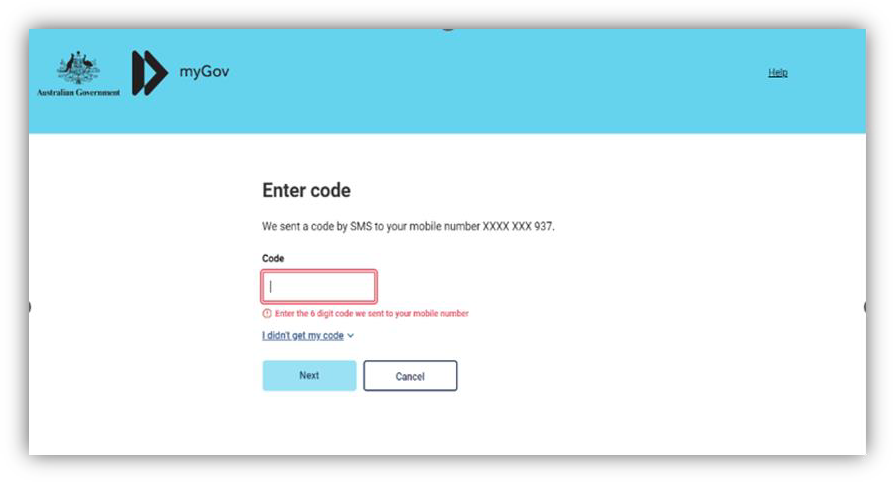 Australian Government
myGov
Help
Enter code
We sent a code by SMS to your mobile number XXXX XXX 937.
Code
Enter the 6 digit code we sent to your mobile number
I didn't get my code
Next
Cancel